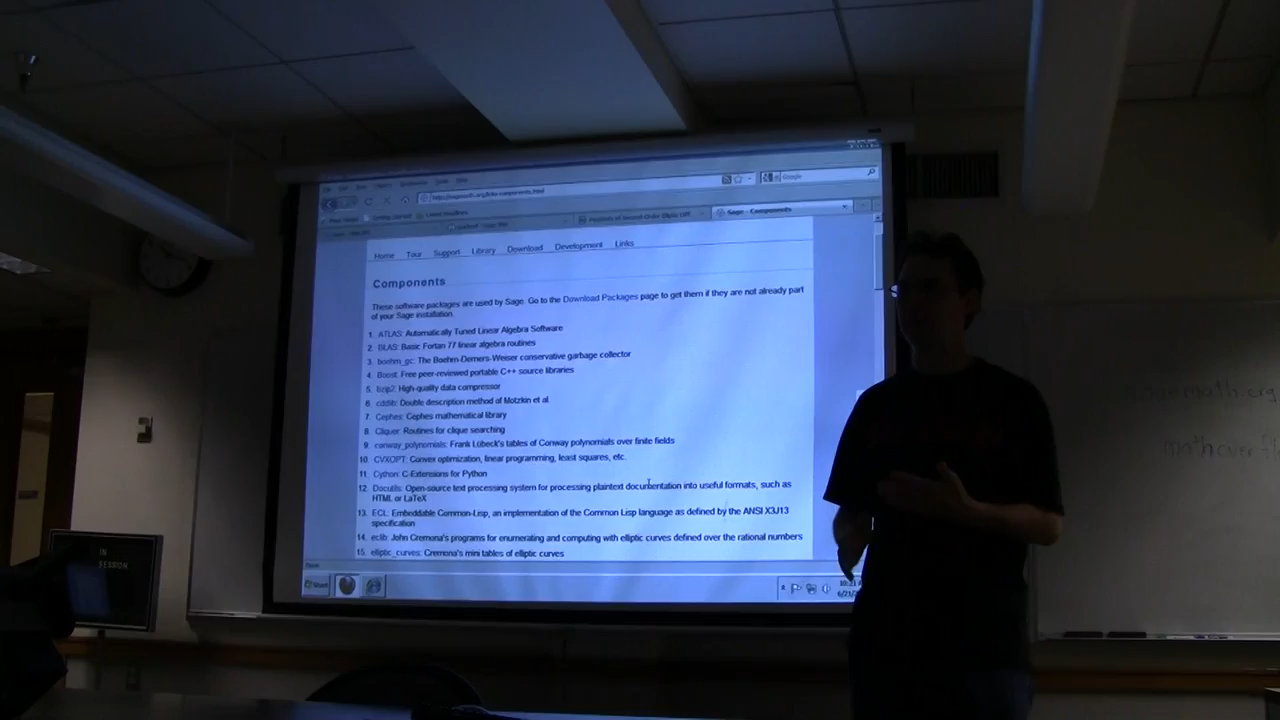 Google
Sage - Components
Home Tour Support Library Download Development Links
Components
These software packages are used by Sage. Go to the Download Packages page to get them if they are not already part
of your Sage installation.
1. ATLAS: Automatically Tuned Linear Algebra Software
2. BLAS: Basic Fortan 77 linear algebra routines
3. boehm_gc: The Boehm-Demers-Weiser conservative garbage collector
4. Boost: Free peer-reviewed portable C++ source libraries
5. bzip2: High-quality data compressor
6. cddlib: Double description method of Motzkin et al.
7. Cephes: Cephes mathematical library
8. Cliquer: Routines for clique searching
9. conway_polynomials: Frank Lübeck's tables of Conway polynomials over finite fields
10. CVXOPT: Convex optimization, linear programming, least squares, etc.
11. Cython: C-Extensions for Python
12. Docutils: Open-source text processing system for processing plaintext documentation into useful formats, such as
HTML or LaTeX
13. ECL: Embeddable Common-Lisp, an implementation of the Common Lisp language as defined by the ANSI X3J13
specification
14. eclib: John Cremona's programs for enumerating and computing with elliptic curves defined over the rational numbers
15. elliptic_curves: Cremona's mini tables of elliptic curves
Start
IN
SESSION
math.org